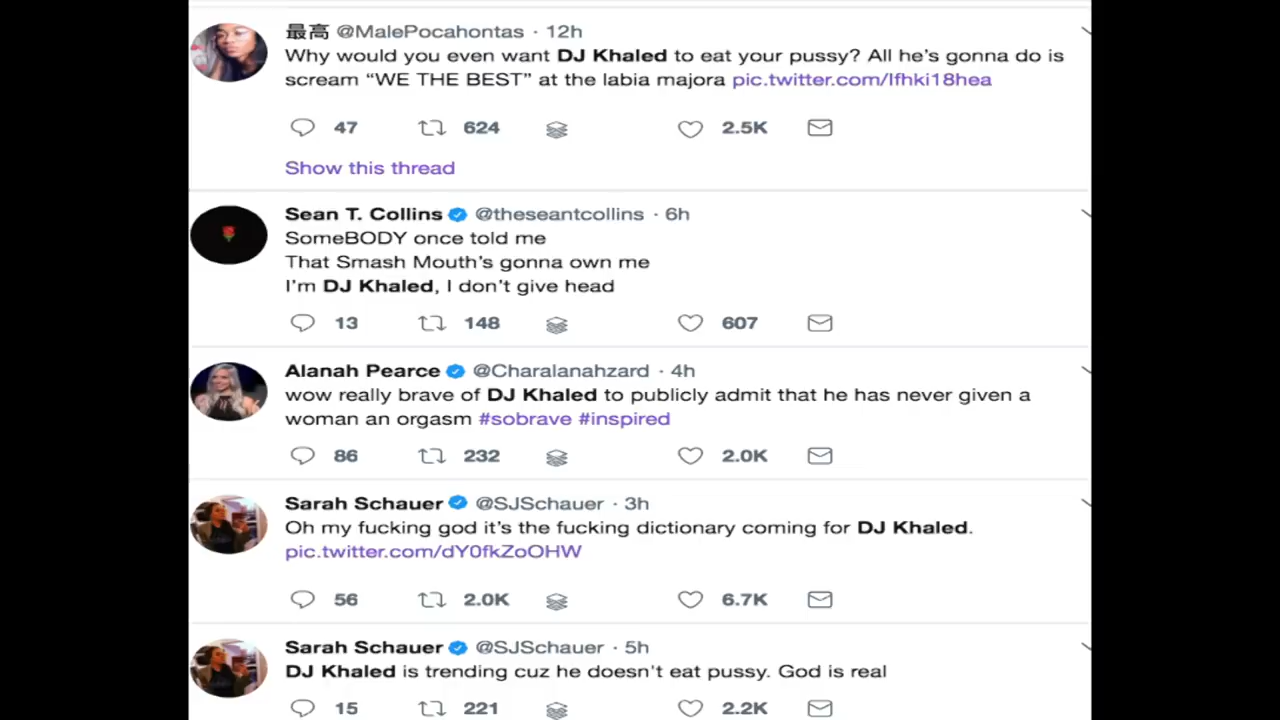 最高 @MalePocahontas · 12h
Why would you even want DJ Khaled to eat your pussy? All he's gonna do is
scream “WE THE BEST” at the labia majora pic.twitter.com/Ifhki18hea
47 624 2.5K
Show this thread
Sean T. Collins @theseantcollins · 6h
SomeBODY once told me
That Smash Mouth's gonna own me
I'm DJ Khaled, I don't give head
13 148 607
Alanah Pearce @Charalanahzard · 4h
wow really brave of DJ Khaled to publicly admit that he has never given a
woman an orgasm #sobrave #inspired
86 232 2.0K
Sarah Schauer @SJSchauer · 3h
Oh my fucking god it's the fucking dictionary coming for DJ Khaled.
pic.twitter.com/dY0fkZoOHW
56 2.0K 6.7K
Sarah Schauer @SJSchauer · 5h
DJ Khaled is trending cuz he doesn't eat pussy. God is real
15 221 2.2K